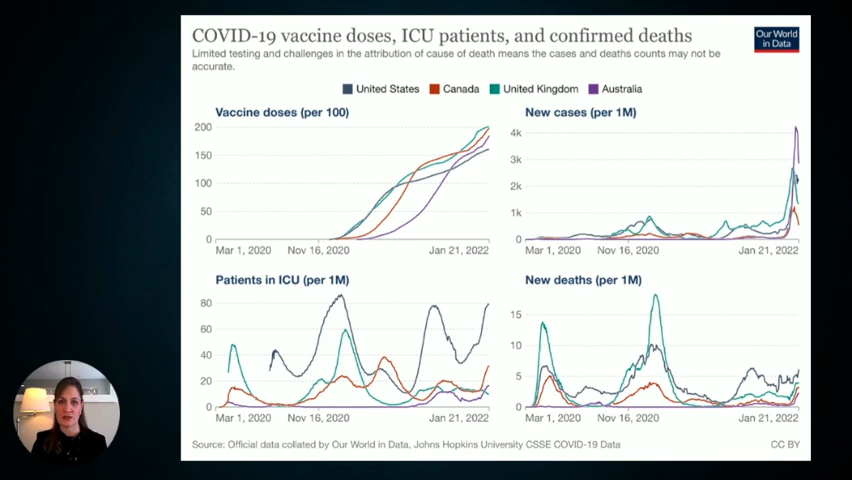 COVID-19 vaccine doses, ICU patients, and confirmed deaths
Limited testing and challenges in the attribution of cause of death means the cases and deaths counts may not be
accurate.
Our World
in Data
United States Canada United Kingdom Australia
Vaccine doses (per 100)
200
150
100
50
0
Mar 1, 2020 Nov 16, 2020 Jan 21, 2022
New cases (per 1M)
4k
3k
2k
1k
0
Mar 1, 2020 Nov 16, 2020 Jan 21, 2022
Patients in ICU (per 1M)
80
60
40
20
0
Mar 1, 2020 Nov 16, 2020 Jan 21, 2022
New deaths (per 1M)
15
10
5
0
Mar 1, 2020 Nov 16, 2020 Jan 21, 2022
Source: Official data collated by Our World in Data, Johns Hopkins University CSSE COVID-19 Data CC BY